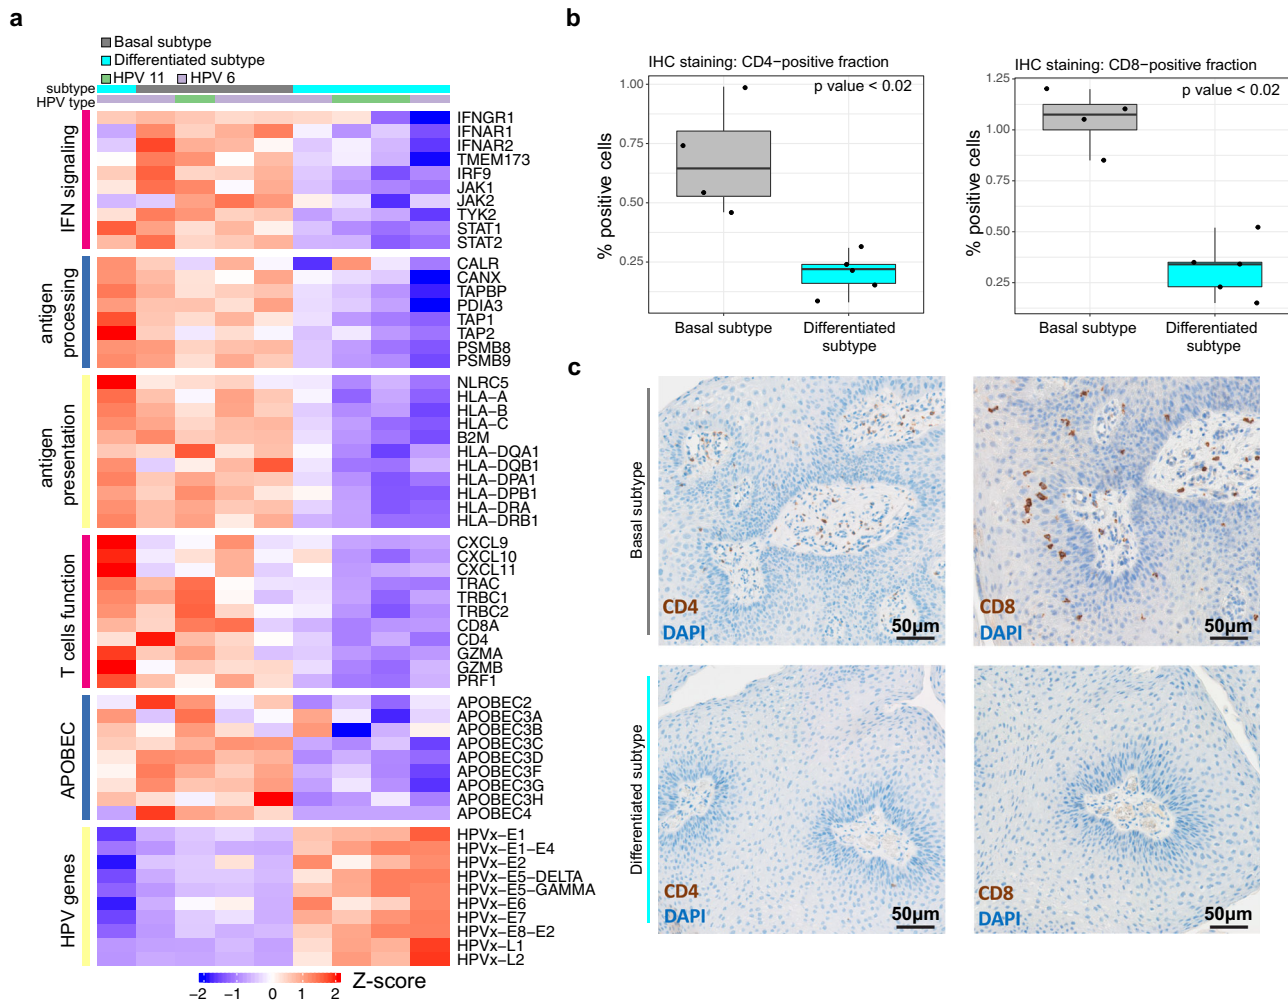 a
Basal subtype
Differentiated subtype
HPV 11 HPV 6
subtype
HPV type
IFN signaling
IFNGR1
IFNAR1
IFNAR2
TMEM173
IRF9
JAK1
JAK2
TYK2
STAT1
STAT2
antigen
processing
CALR
CANX
TAPBP
PDIA3
TAP1
TAP2
PSMB8
PSMB9
antigen
presentation
NLRC5
HLA−A
HLA−B
HLA−C
B2M
HLA−DQA1
HLA−DQB1
HLA−DPA1
HLA−DPB1
HLA−DRA
HLA−DRB1
T cells function
CXCL9
CXCL10
CXCL11
TRAC
TRBC1
TRBC2
CD8A
CD4
GZMA
GZMB
PRF1
APOBEC
APOBEC2
APOBEC3A
APOBEC3B
APOBEC3C
APOBEC3D
APOBEC3F
APOBEC3G
APOBEC3H
APOBEC4
HPV genes
HPVx−E1
HPVx−E1−E4
HPVx−E2
HPVx−E5−DELTA
HPVx−E5−GAMMA
HPVx−E6
HPVx−E7
HPVx−E8−E2
HPVx−L1
HPVx−L2
−2 −1 0 1 2
Z-score
b
IHC staining: CD4−positive fraction
p value < 0.02
% positive cells
1.00
0.75
0.50
0.25
Basal subtype
Differentiated
subtype
IHC staining: CD8−positive fraction
p value < 0.02
% positive cells
1.25
1.00
0.75
0.50
0.25
Basal subtype
Differentiated
subtype
c
Basal subtype
CD4
DAPI
50µm
CD8
DAPI
50µm
Differentiated subtype
CD4
DAPI
50µm
CD8
DAPI
50µm